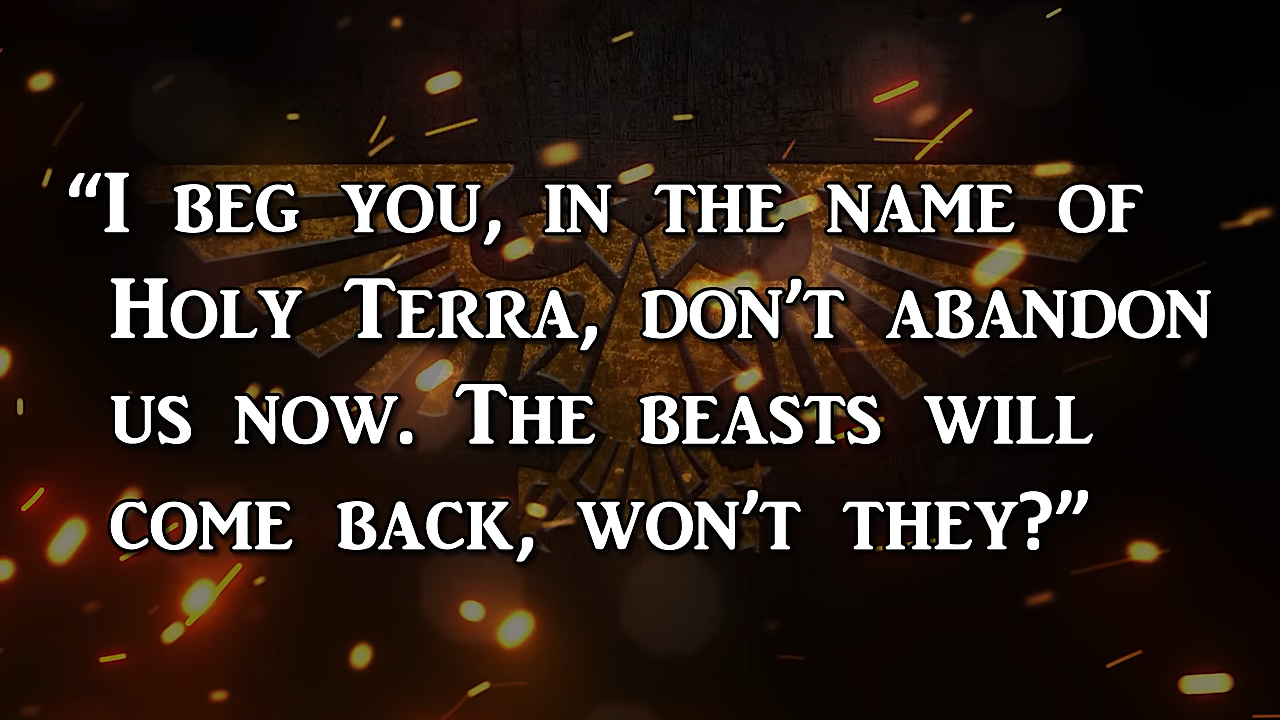 “I beg you, in the name of
Holy Terra, don’t abandon
us now. The beasts will
come back, won’t they?”